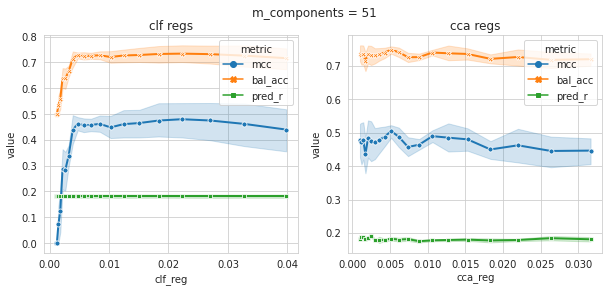 m_components = 51
clf regs
cca regs
metric
mcc
bal_acc
pred_r
metric
mcc
bal_acc
pred_r
value
0.8
0.7
0.6
0.5
0.4
0.3
0.2
0.1
0.0
0.00 0.01 0.02 0.03 0.04
clf_reg
value
0.7
0.6
0.5
0.4
0.3
0.2
0.000 0.005 0.010 0.015 0.020 0.025 0.030
cca_reg